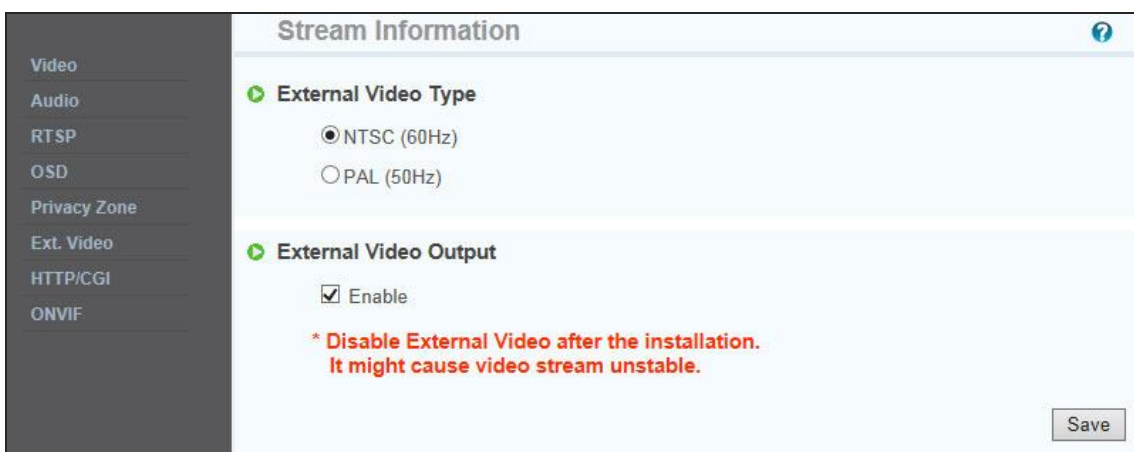 Stream Information
?
Video
Audio
RTSP
OSD
Privacy Zone
Ext. Video
HTTP/CGI
ONVIF
External Video Type
NTSC (60Hz)
PAL (50Hz)
External Video Output
Enable
* Disable External Video after the installation.
It might cause video stream unstable.
Save